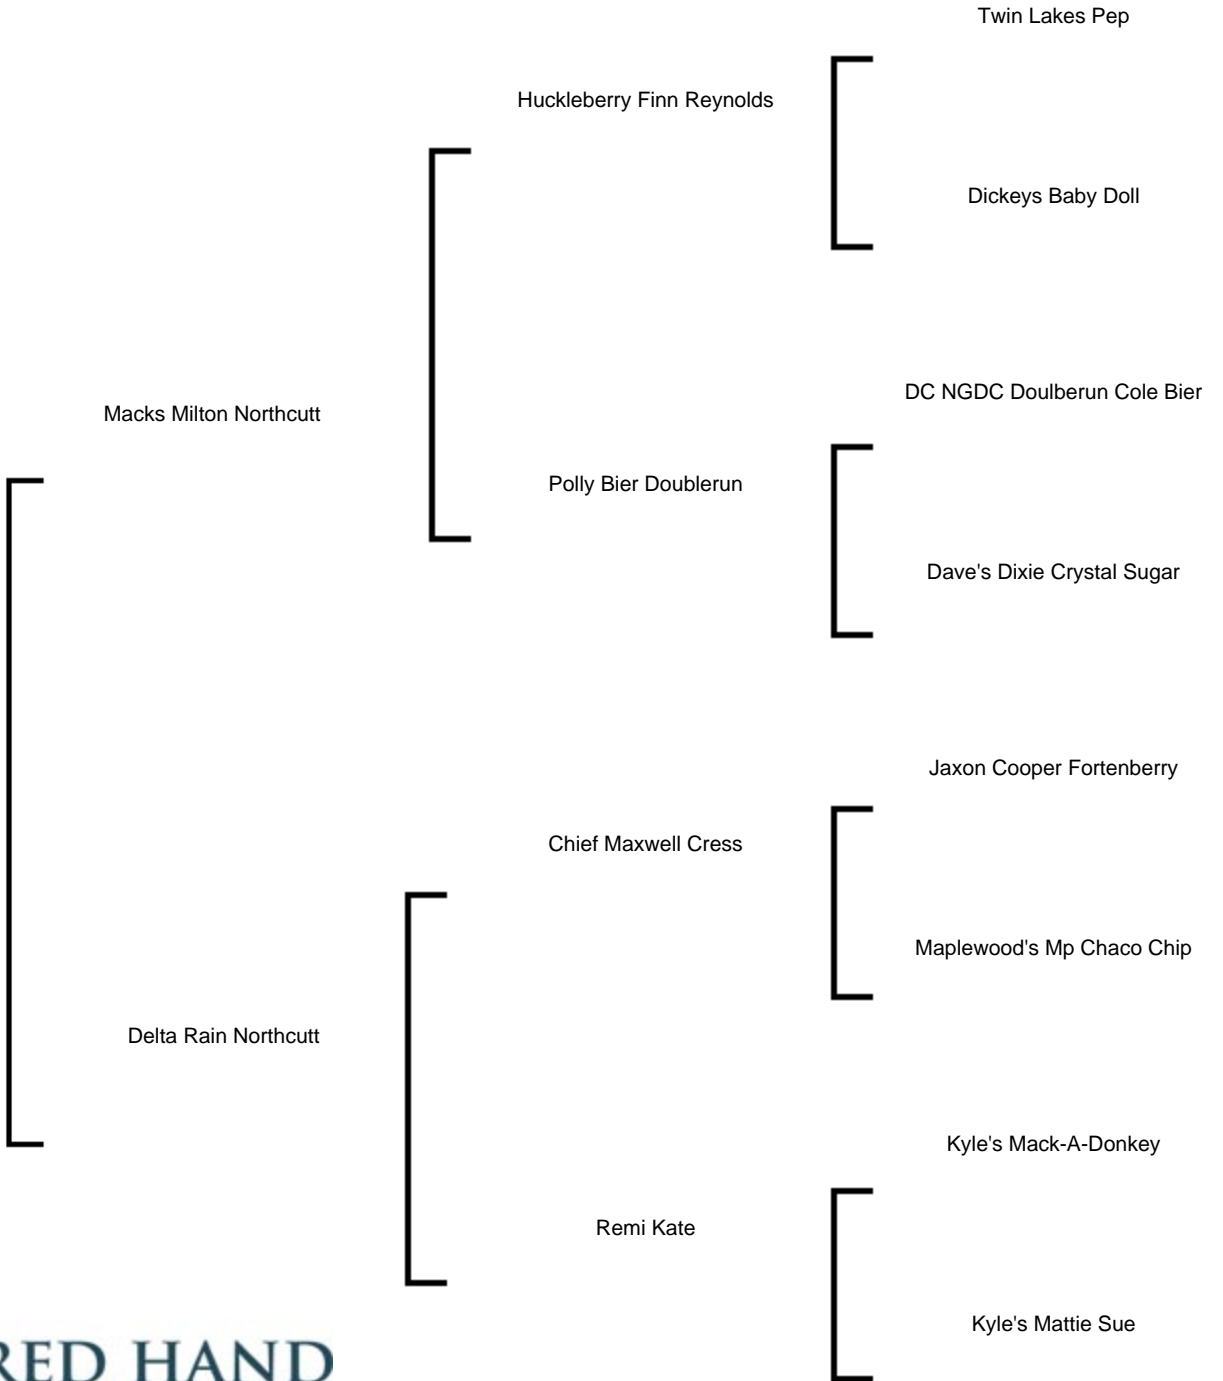 Twin Lakes Pep
Huckleberry Finn Reynolds
Dickeys Baby Doll
DC NGDC Doulberun Cole Bier
Macks Milton Northcutt
Polly Bier Doublerun
Dave's Dixie Crystal Sugar
Jaxon Cooper Fortenberry
Chief Maxwell Cress
Maplewood's Mp Chaco Chip
Delta Rain Northcutt
Kyle's Mack-A-Donkey
Remi Kate
Kyle's Mattie Sue
RED HAND